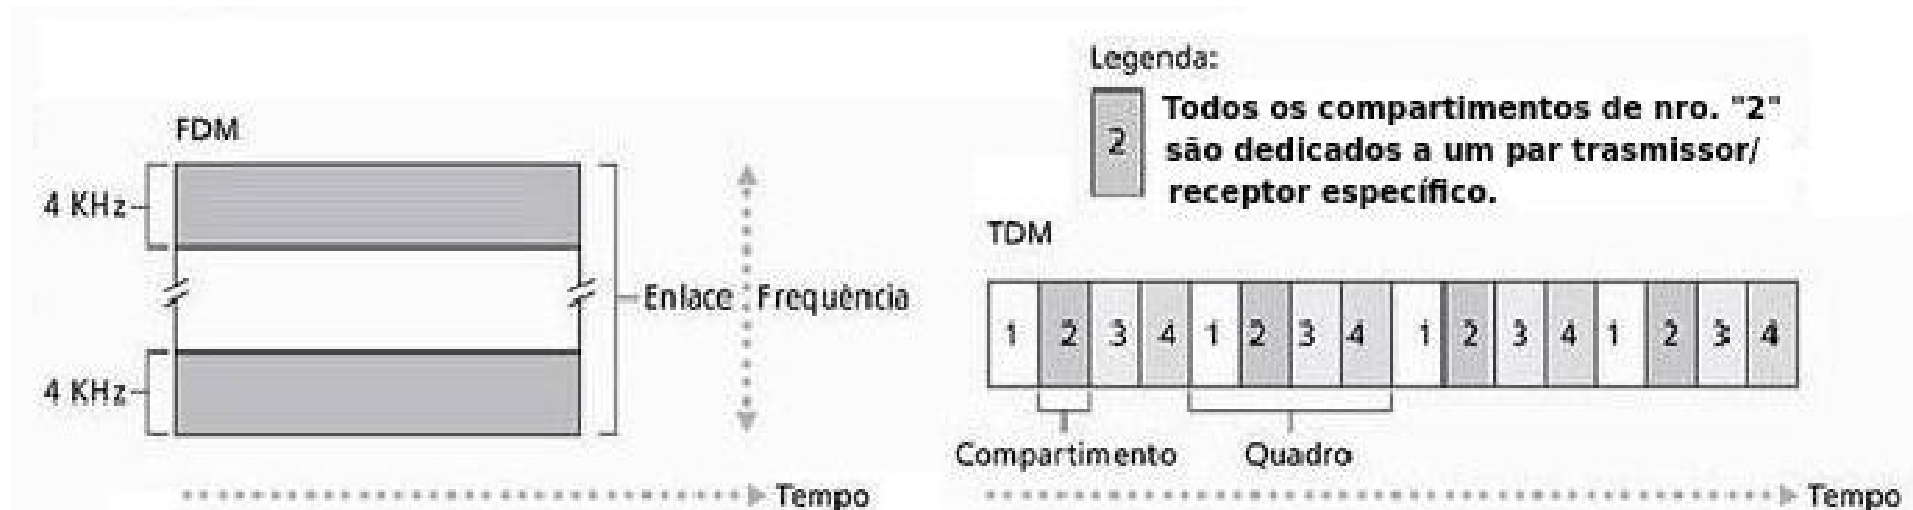 FDM
4 KHz
4 KHz
Enlace
Frequência
Tempo
Legenda:
2
Todos os compartimentos de nro. "2"
são dedicados a um par trasmissor/
receptor específico.
TDM
1 2 3 4 1 2 3 4 1 2 3 4 1 2 3 4
Compartimento
Quadro
Tempo